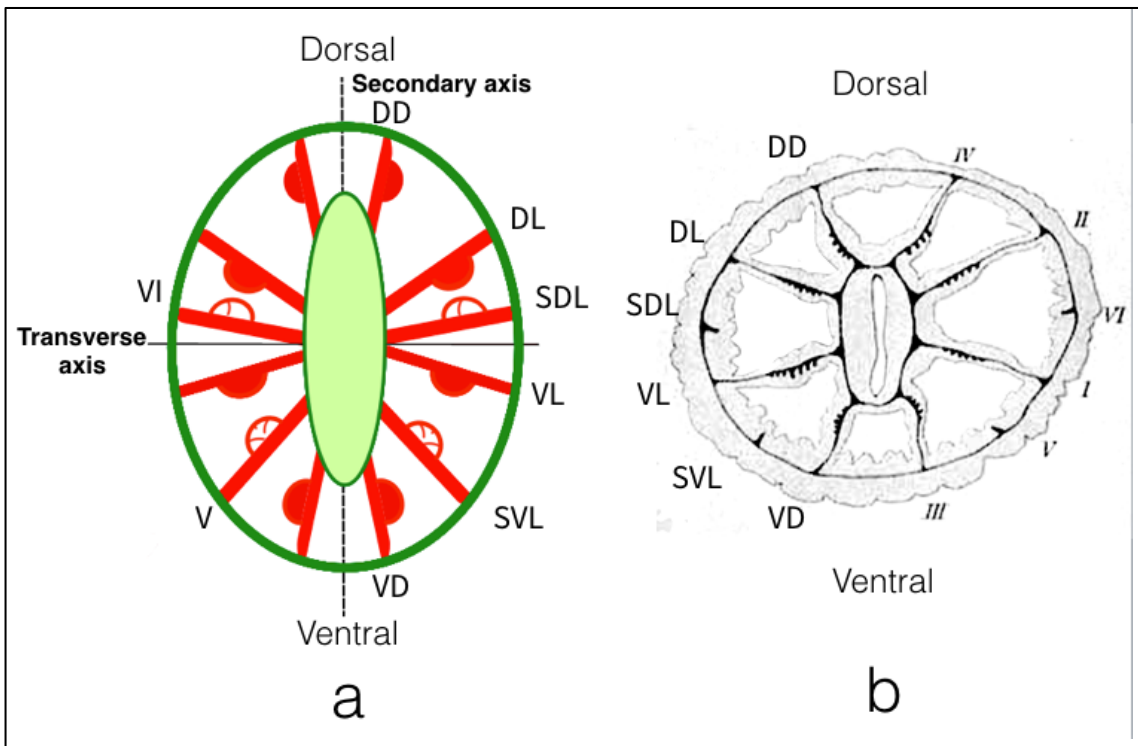 Dorsal
Secondary axis
DD
DL
VI
SDL
Transverse
axis
VL
V
SVL
VD
Ventral
a
Dorsal
DD
IV
DL
II
SDL
VI
VL
I
V
SVL
VD
III
Ventral
b